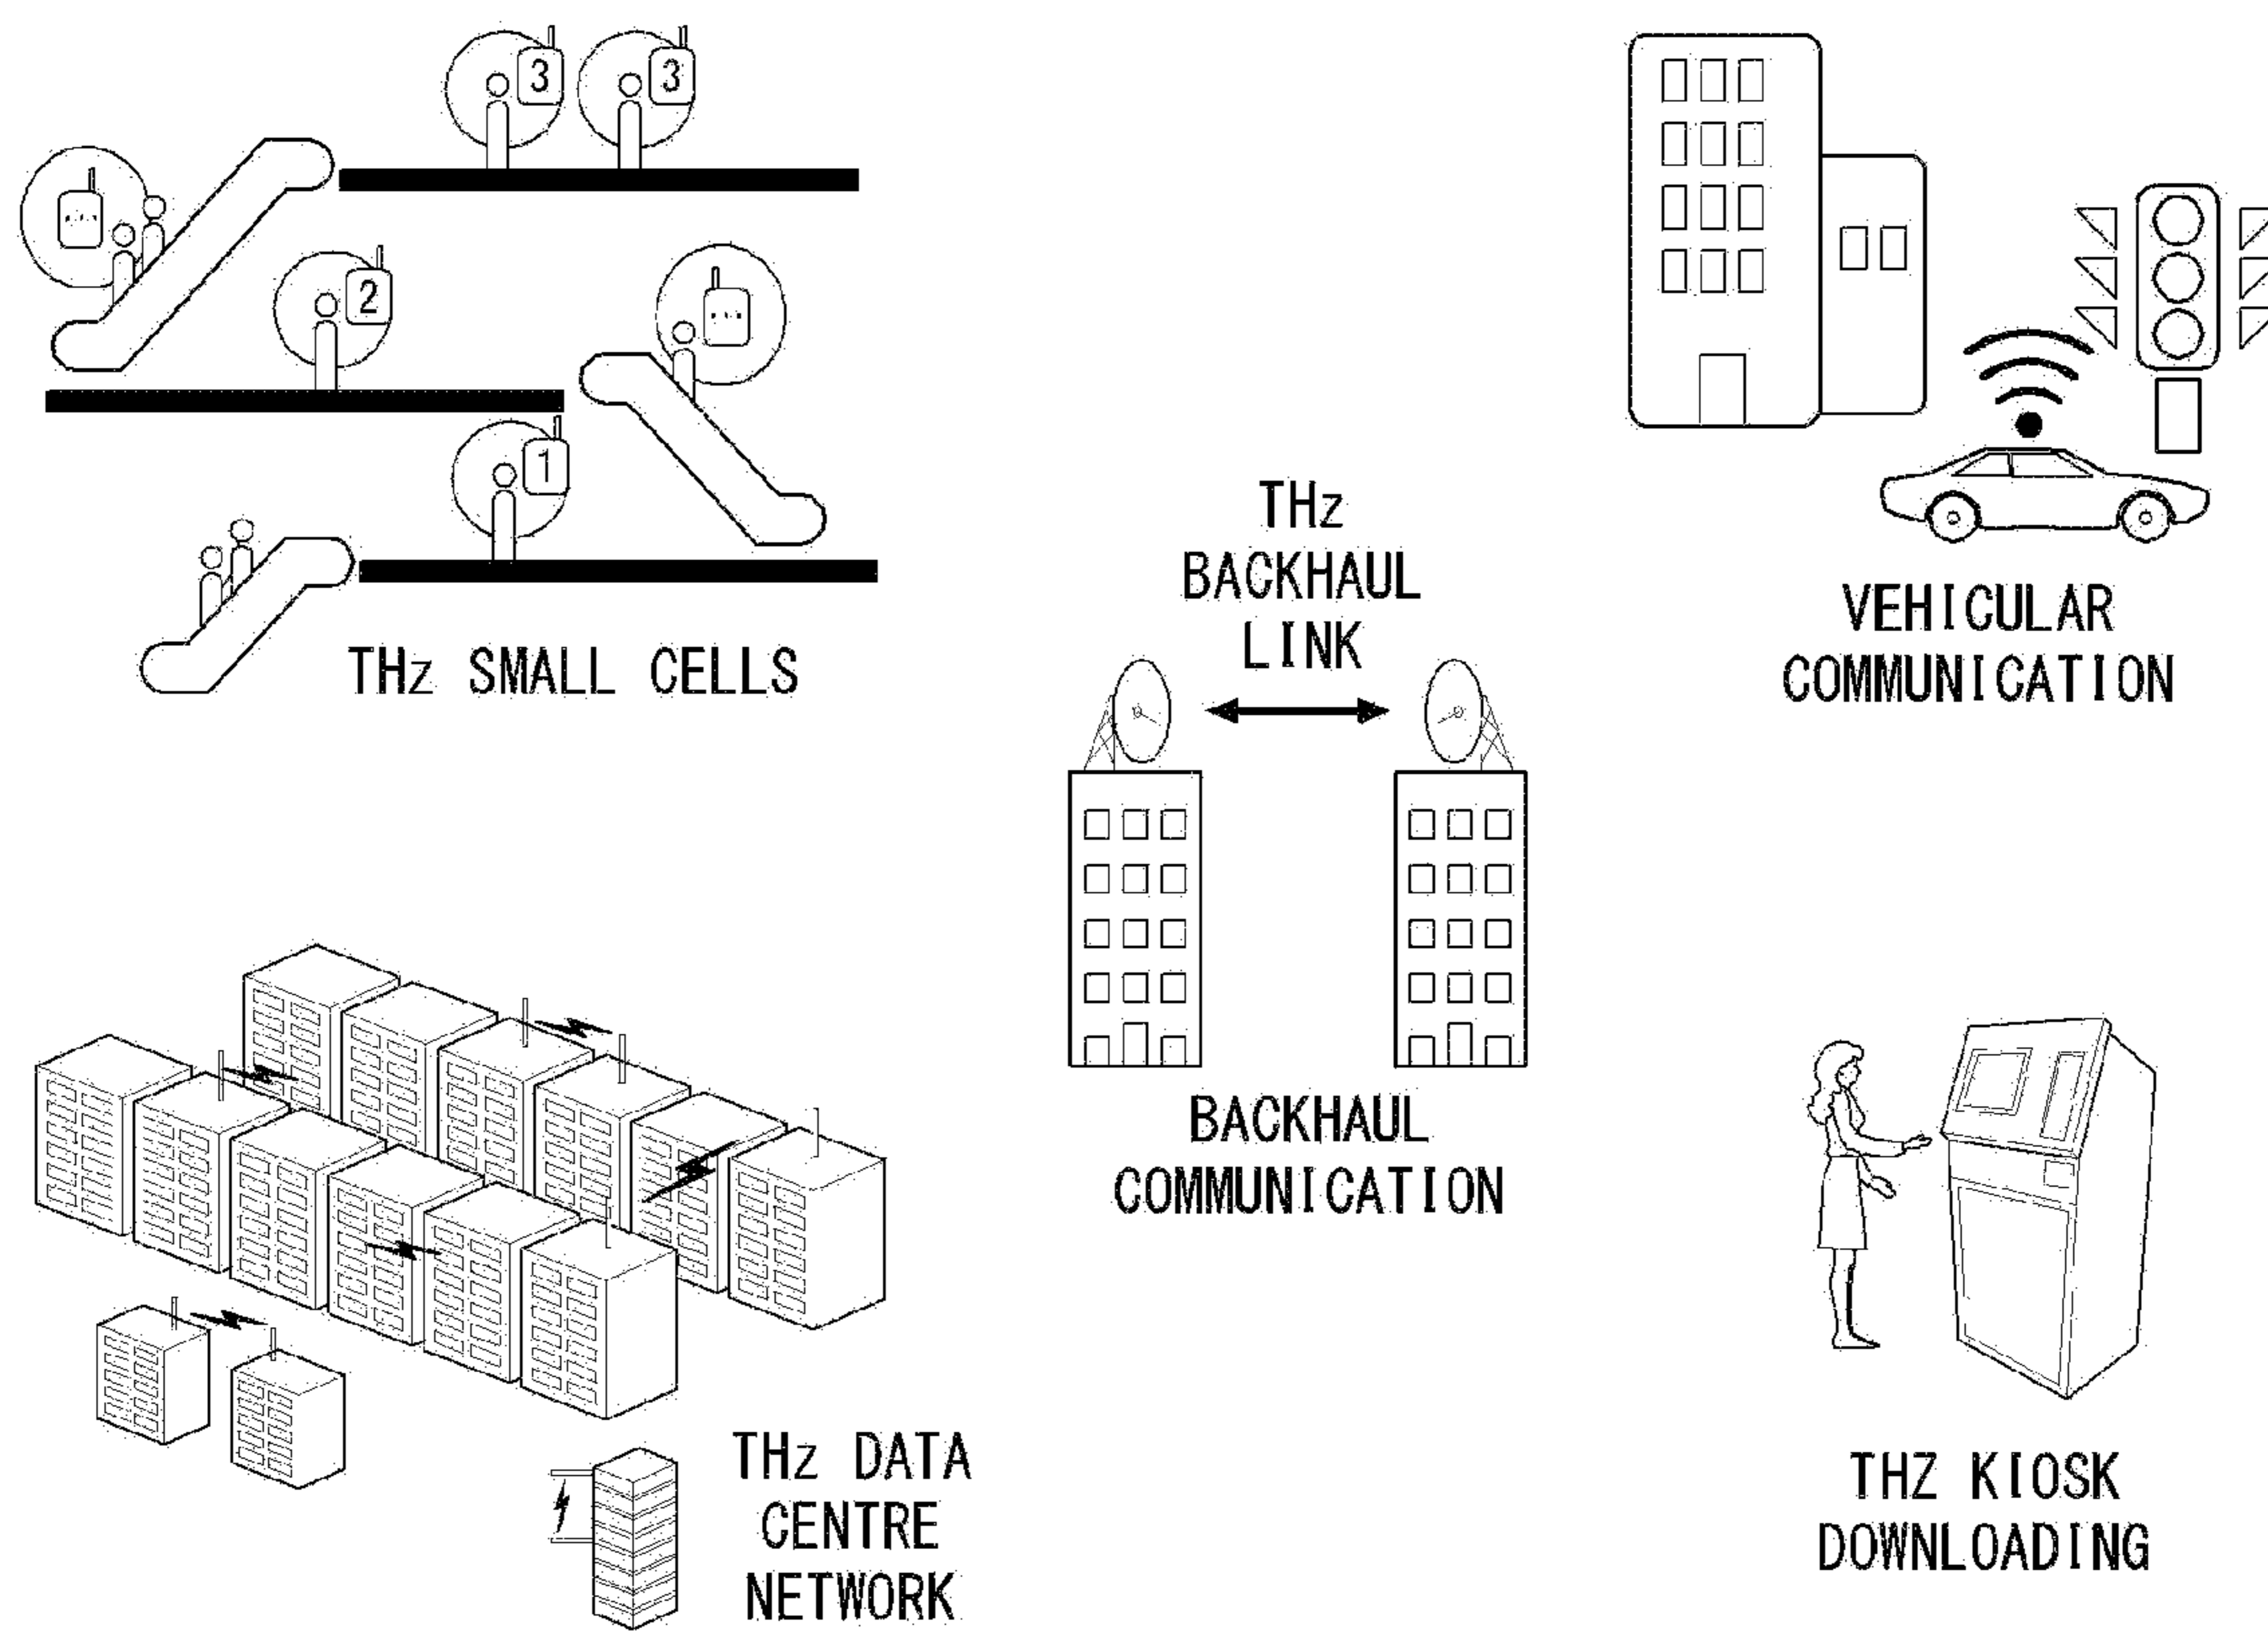 3
3
2
1
THz SMALL CELLS
THz
BACKHAUL
LINK
VEHICULAR
COMMUNICATION
BACKHAUL
COMMUNICATION
THz DATA
CENTRE
NETWORK
THZ KIOSK
DOWNLOADING